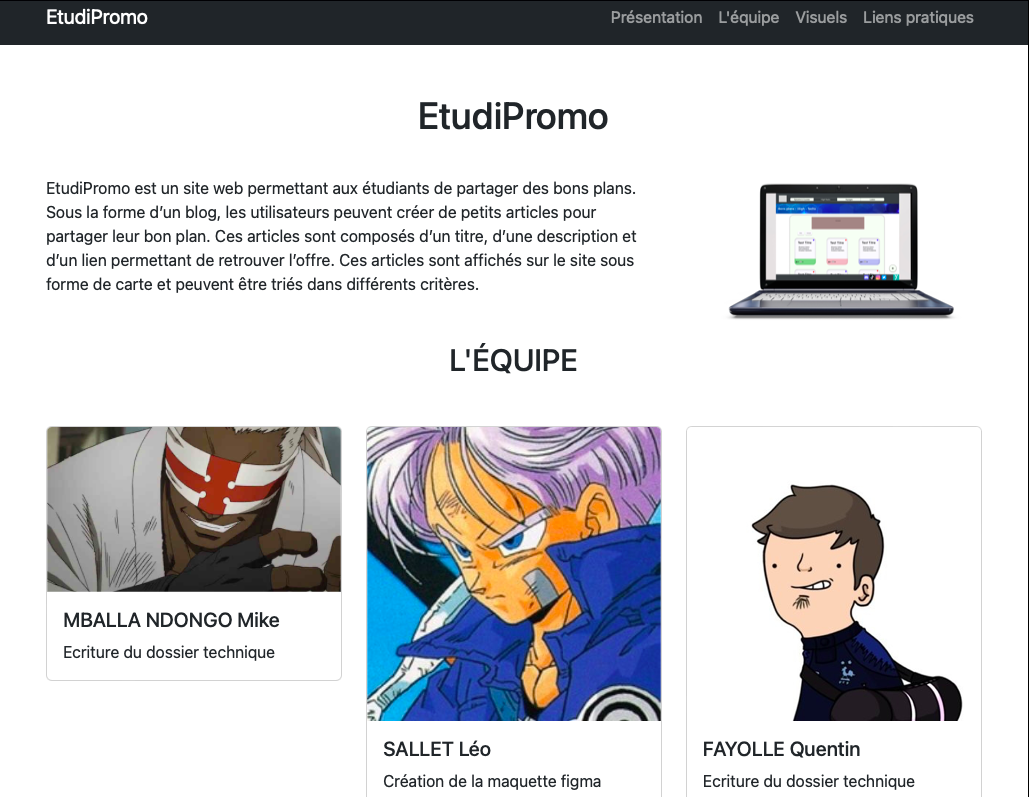 EtudiPromo
Présentation L'équipe Visuels Liens pratiques
EtudiPromo
EtudiPromo est un site web permettant aux étudiants de partager des bons plans.
Sous la forme d’un blog, les utilisateurs peuvent créer de petits articles pour
partager leur bon plan. Ces articles sont composés d’un titre, d’une description et
d’un lien permettant de retrouver l’offre. Ces articles sont affichés sur le site sous
forme de carte et peuvent être triés dans différents critères.
L'ÉQUIPE
MBALLA NDONGO Mike
Ecriture du dossier technique
SALLET Léo
Création de la maquette figma
FAYOLLE Quentin
Ecriture du dossier technique